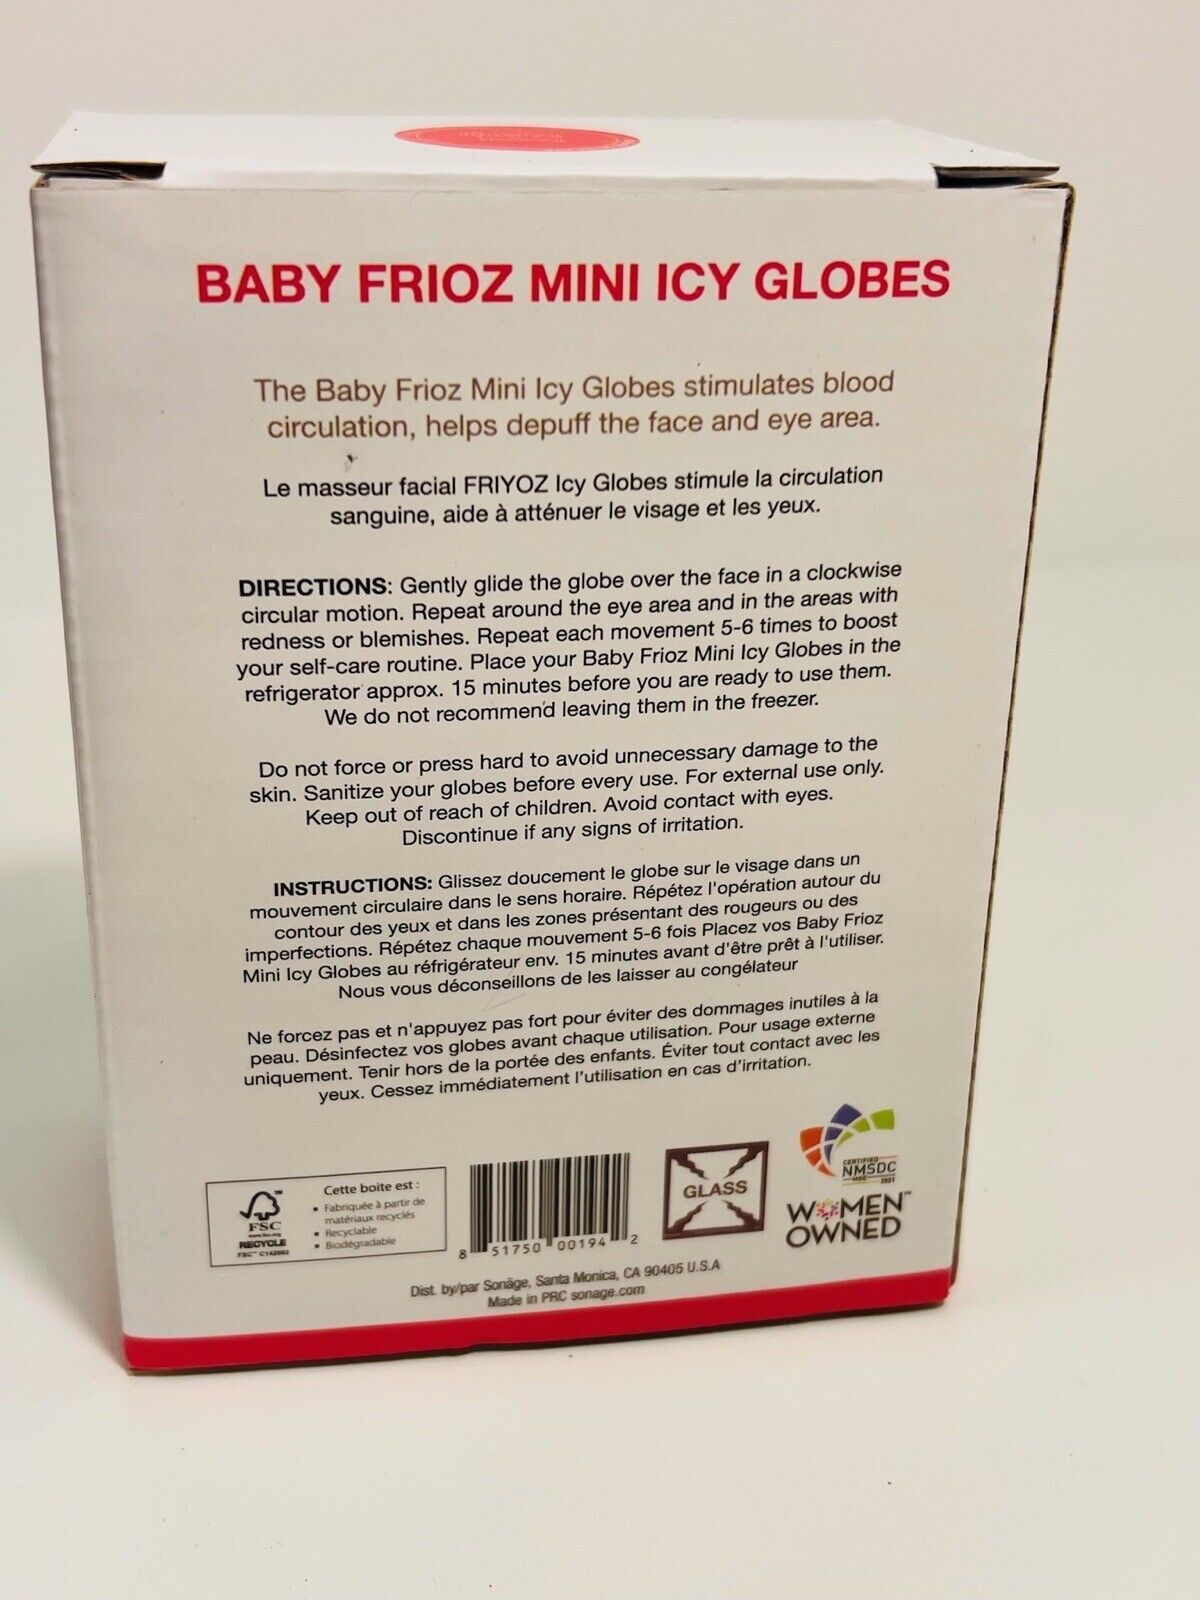 BABY FRIOZ MINI ICY GLOBES
The Baby Frioz Mini Icy Globes stimulates blood
circulation, helps depuff the face and eye area.
Le masseur facial FRIYOZ Icy Globes stimule la circulation
sanguine, aide à atténuer le visage et les yeux.
DIRECTIONS: Gently glide the globe over the face in a clockwise
circular motion. Repeat around the eye area and in the areas with
redness or blemishes. Repeat each movement 5-6 times to boost
your self-care routine. Place your Baby Frioz Mini Icy Globes in the
refrigerator approx. 15 minutes before you are ready to use them.
We do not recommend leaving them in the freezer.
Do not force or press hard to avoid unnecessary damage to the
skin. Sanitize your globes before every use. For external use only.
Keep out of reach of children. Avoid contact with eyes.
Discontinue if any signs of irritation.
INSTRUCTIONS: Glissez doucement le globe sur le visage dans un
mouvement circulaire dans le sens horaire. Répétez l'opération autour du
contour des yeux et dans les zones présentant des rougeurs ou des
imperfections. Répétez chaque mouvement 5-6 fois Placez vos Baby Frioz
Mini Icy Globes au réfrigérateur env. 15 minutes avant d'être prêt à l'utiliser.
Nous vous déconseillons de les laisser au congélateur
Ne forcez pas et n'appuyez pas fort pour éviter des dommages inutiles à la
peau. Désinfectez vos globes avant chaque utilisation. Pour usage externe
uniquement. Tenir hors de la portée des enfants. Éviter tout contact avec les
yeux. Cessez immédiatement l'utilisation en cas d'irritation.
FSC
www.fsc.org
RECYCLE
FSC™ C142882
Cette boite est :
▪ Fabriquée à partir de
matériaux recyclés
▪ Recyclable
▪ Biodégradable
8 51750 00194 2
GLASS
CERTIFIED
NMSDC
MBE 2021
WOMEN™
OWNED
Dist. by/par Sonäge, Santa Monica, CA 90405 U.S.A
Made in PRC sonage.com